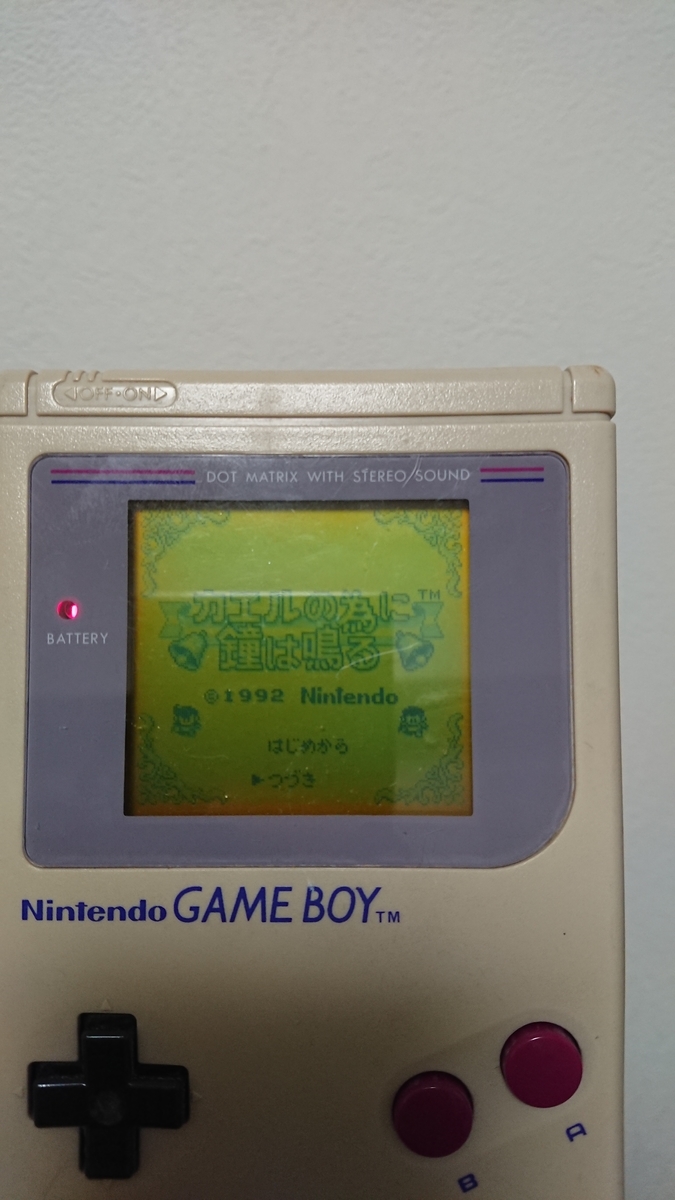 ◁OFF•ON▷
DOT MATRIX WITH STEREO SOUND
BATTERY
カエルの為に™
鐘は鳴る
©1992 Nintendo
はじめから
▶つづき
Nintendo GAME BOY™
A
B